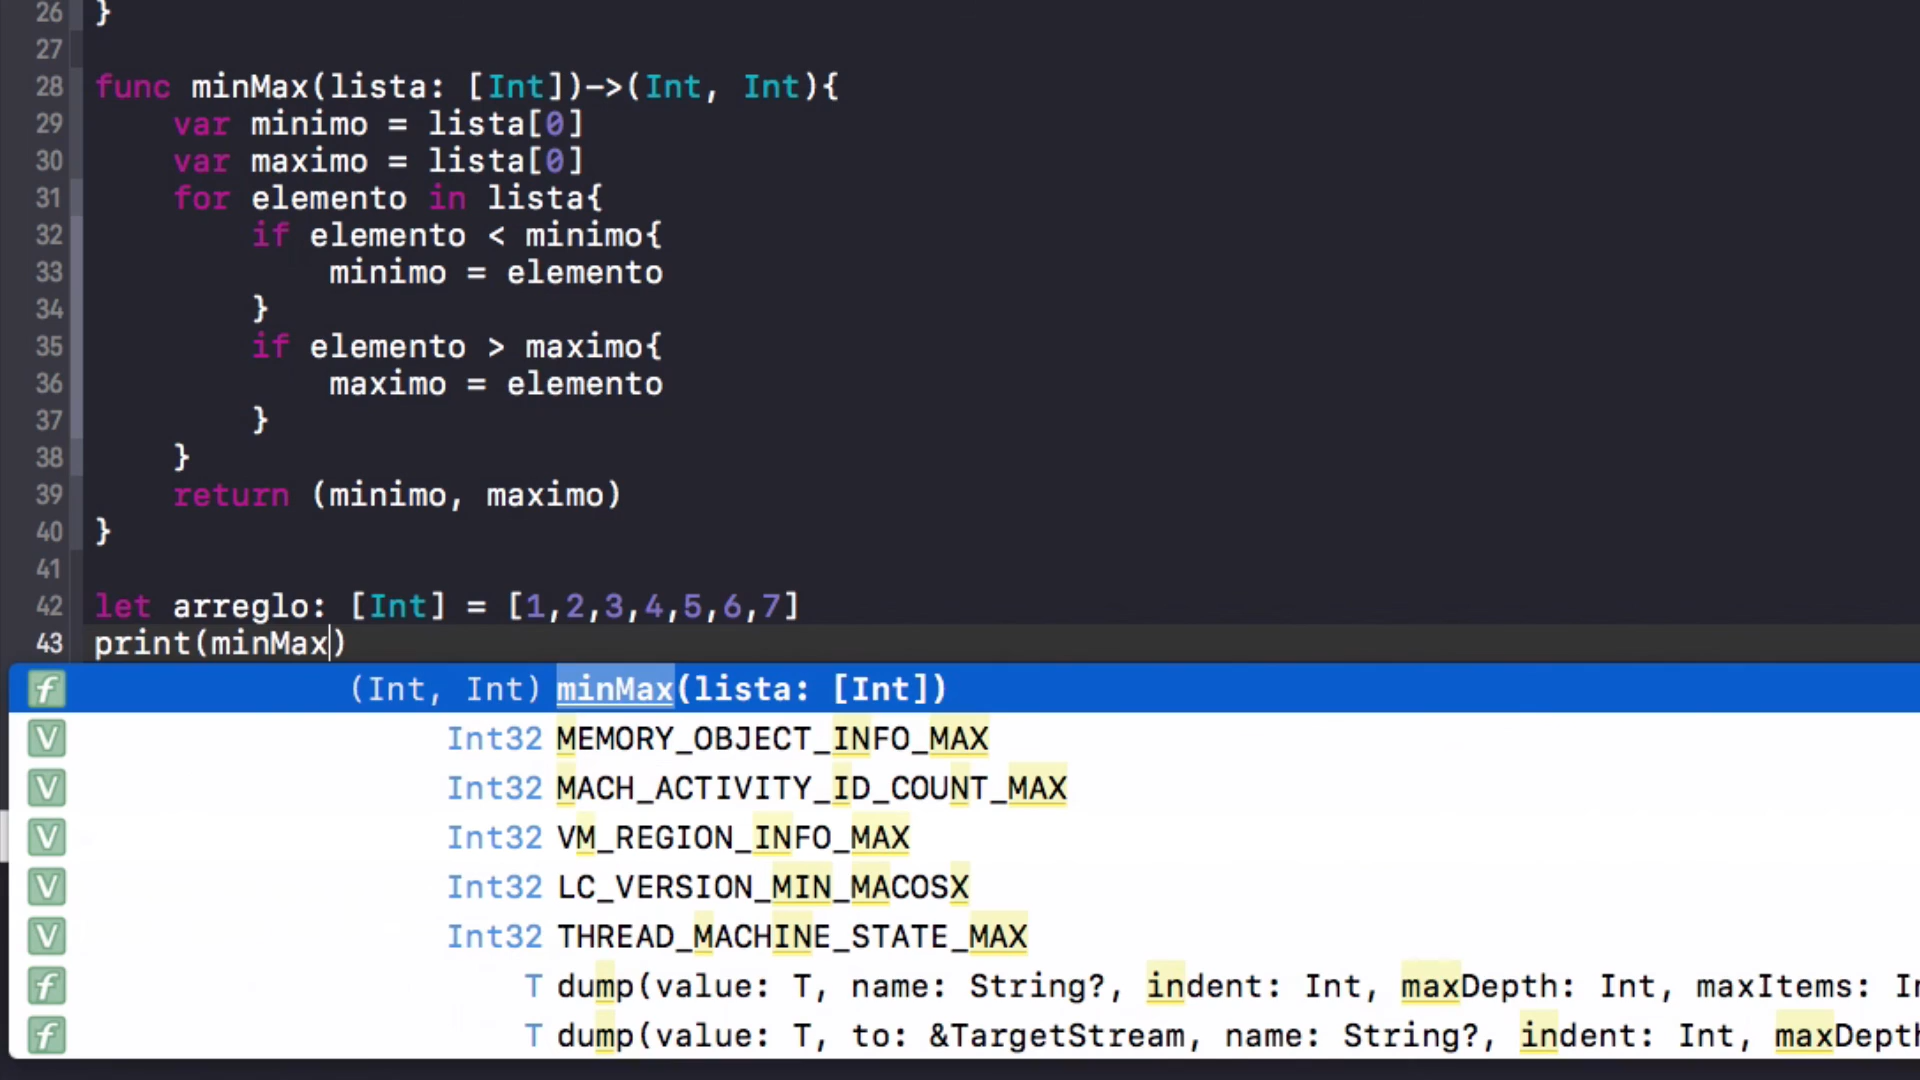 26 }
27
28 func minMax(lista: [Int])->(Int, Int){
29 var minimo = lista[0]
30 var maximo = lista[0]
31 for elemento in lista{
32 if elemento < minimo{
33 minimo = elemento
34 }
35 if elemento > maximo{
36 maximo = elemento
37 }
38 }
39 return (minimo, maximo)
40 }
41
42 let arreglo: [Int] = [1,2,3,4,5,6,7]
43 print(minMax)
f (Int, Int) minMax(lista: [Int])
V Int32 MEMORY_OBJECT_INFO_MAX
V Int32 MACH_ACTIVITY_ID_COUNT_MAX
V Int32 VM_REGION_INFO_MAX
V Int32 LC_VERSION_MIN_MACOSX
V Int32 THREAD_MACHINE_STATE_MAX
f T dump(value: T, name: String?, indent: Int, maxDepth: Int, maxItems: In
f T dump(value: T, to: &TargetStream, name: String?, indent: Int, maxDepth